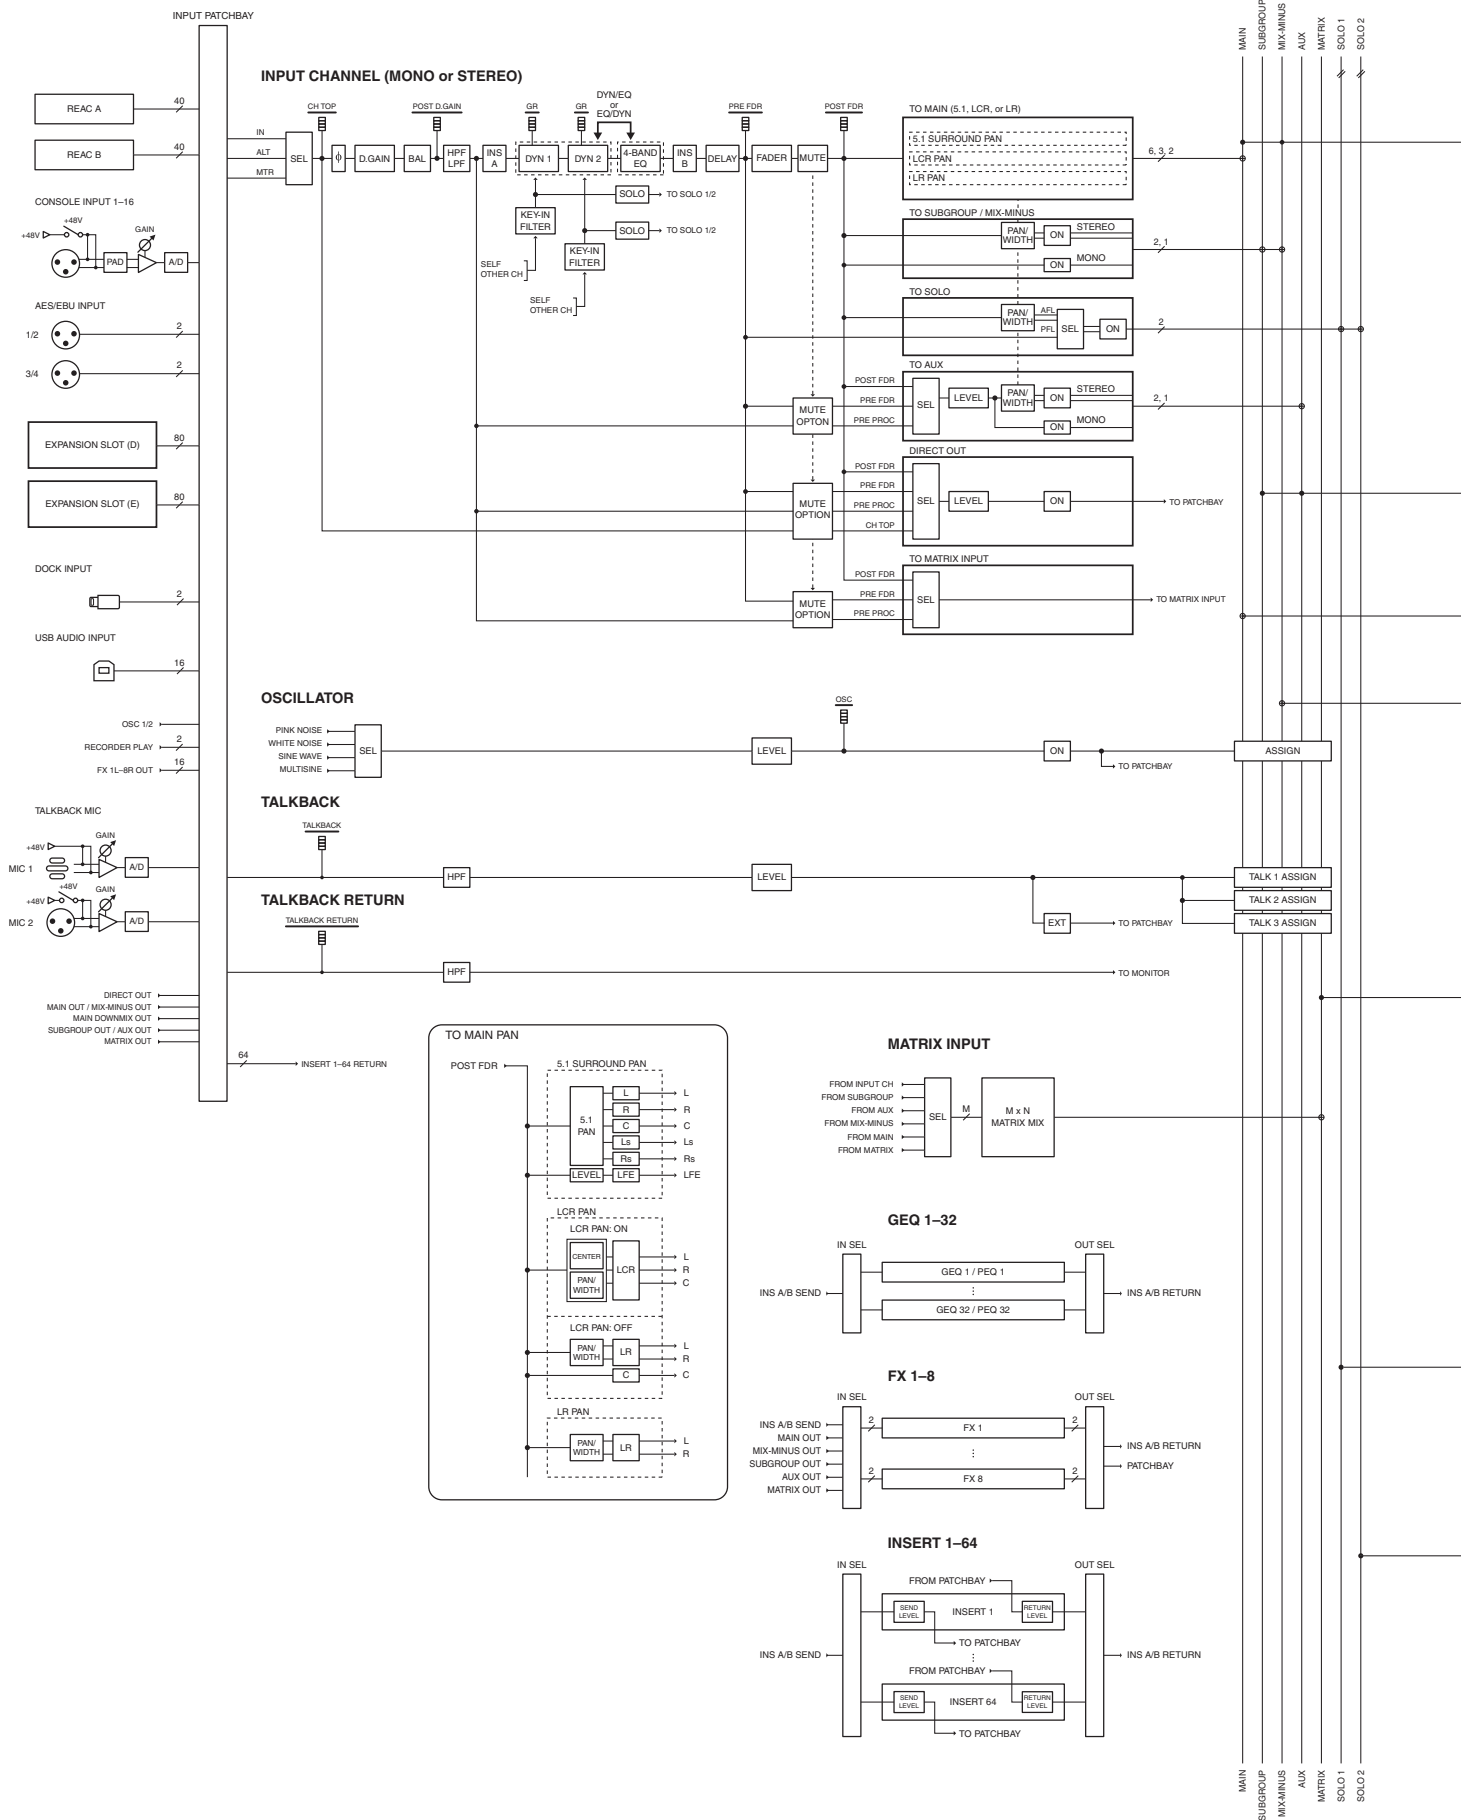 INPUT PATCHBAY
MAIN
SUBGROUP
MIX-MINUS
AUX
MATRIX
SOLO 1
SOLO 2
REAC A
40
REAC B
40
CONSOLE INPUT 1–16
+48V
+48V
GAIN
PAD
A/D
AES/EBU INPUT
1/2
2
3/4
2
EXPANSION SLOT (D)
80
EXPANSION SLOT (E)
80
DOCK INPUT
2
USB AUDIO INPUT
16
OSC 1/2
RECORDER PLAY
2
FX 1L–8R OUT
16
TALKBACK MIC
MIC 1
+48V
GAIN
A/D
MIC 2
+48V
+48V
GAIN
A/D
DIRECT OUT
MAIN OUT / MIX-MINUS OUT
MAIN DOWNMIX OUT
SUBGROUP OUT / AUX OUT
MATRIX OUT
64
INSERT 1–64 RETURN
INPUT CHANNEL (MONO or STEREO)
IN
ALT
MTR
SEL
CH TOP
ϕ
D.GAIN
BAL
POST D.GAIN
HPF
LPF
INS
A
GR
DYN 1
GR
DYN 2
DYN/EQ
or
EQ/DYN
4-BAND
EQ
INS
B
DELAY
PRE FDR
FADER
MUTE
POST FDR
SOLO
TO SOLO 1/2
KEY-IN
FILTER
SOLO
TO SOLO 1/2
KEY-IN
FILTER
SELF
OTHER CH
SELF
OTHER CH
TO MAIN (5.1, LCR, or LR)
5.1 SURROUND PAN
LCR PAN
LR PAN
6, 3, 2
TO SUBGROUP / MIX-MINUS
PAN/
WIDTH
ON
STEREO
ON
MONO
2, 1
TO SOLO
PAN/
WIDTH
AFL
PFL
SEL
ON
2
TO AUX
POST FDR
PRE FDR
PRE PROC
MUTE
OPTON
SEL
LEVEL
PAN/
WIDTH
ON
STEREO
ON
MONO
2, 1
DIRECT OUT
POST FDR
PRE FDR
PRE PROC
CH TOP
MUTE
OPTION
SEL
LEVEL
ON
TO PATCHBAY
TO MATRIX INPUT
POST FDR
PRE FDR
PRE PROC
MUTE
OPTION
SEL
TO MATRIX INPUT
OSCILLATOR
PINK NOISE
WHITE NOISE
SINE WAVE
MULTISINE
SEL
LEVEL
OSC
ON
TO PATCHBAY
ASSIGN
TALKBACK
TALKBACK
HPF
LEVEL
EXT
TO PATCHBAY
TALK 1 ASSIGN
TALK 2 ASSIGN
TALK 3 ASSIGN
TALKBACK RETURN
TALKBACK RETURN
HPF
TO MONITOR
TO MAIN PAN
POST FDR
5.1 SURROUND PAN
5.1
PAN
L
L
R
R
C
C
Ls
Ls
Rs
Rs
LEVEL
LFE
LFE
LCR PAN
LCR PAN: ON
CENTER
PAN/
WIDTH
LCR
L
R
C
LCR PAN: OFF
PAN/
WIDTH
LR
L
R
C
C
LR PAN
PAN/
WIDTH
LR
L
R
MATRIX INPUT
FROM INPUT CH
FROM SUBGROUP
FROM AUX
FROM MIX-MINUS
FROM MAIN
FROM MATRIX
SEL
M
M x N
MATRIX MIX
GEQ 1–32
IN SEL
OUT SEL
INS A/B SEND
GEQ 1 / PEQ 1
GEQ 32 / PEQ 32
INS A/B RETURN
FX 1–8
IN SEL
OUT SEL
INS A/B SEND
MAIN OUT
MIX-MINUS OUT
SUBGROUP OUT
AUX OUT
MATRIX OUT
2
FX 1
2
2
FX 8
2
INS A/B RETURN
PATCHBAY
INSERT 1–64
IN SEL
OUT SEL
FROM PATCHBAY
SEND
LEVEL
INSERT 1
RETURN
LEVEL
TO PATCHBAY
INS A/B SEND
INS A/B RETURN
FROM PATCHBAY
SEND
LEVEL
INSERT 64
RETURN
LEVEL
TO PATCHBAY
MAIN
SUBGROUP
MIX-MINUS
AUX
MATRIX
SOLO 1
SOLO 2